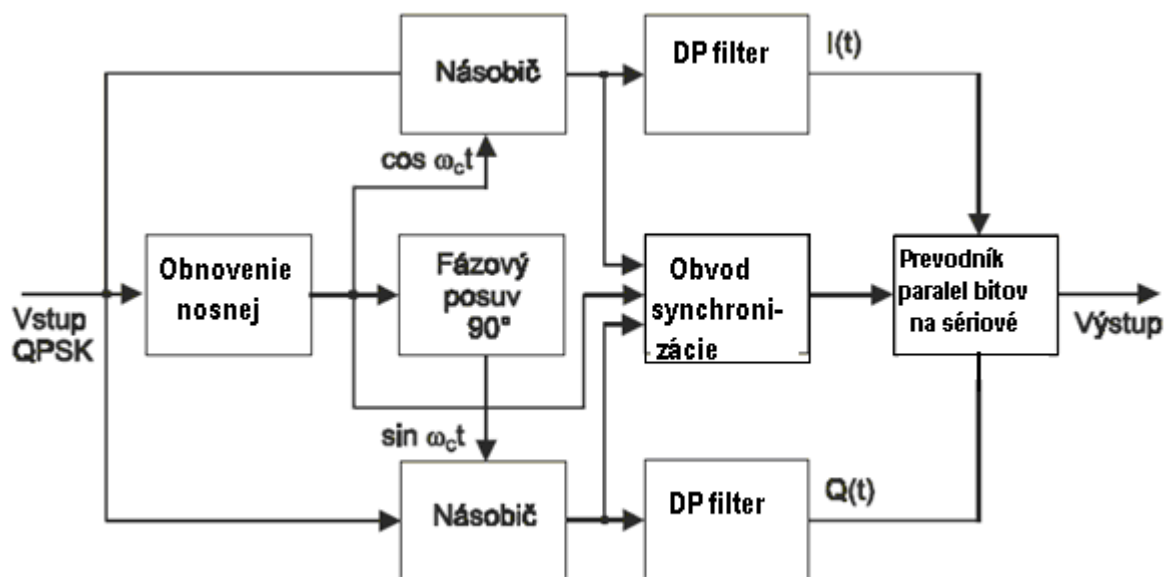 Násobič
DP filter
I(t)
cos ωct
Obnovenie
nosnej
Fázový
posuv
90°
Obvod
synchroni-
zácie
Prevodník
paralel bitov
na sériové
Vstup
QPSK
Výstup
sin ωct
Násobič
DP filter
Q(t)